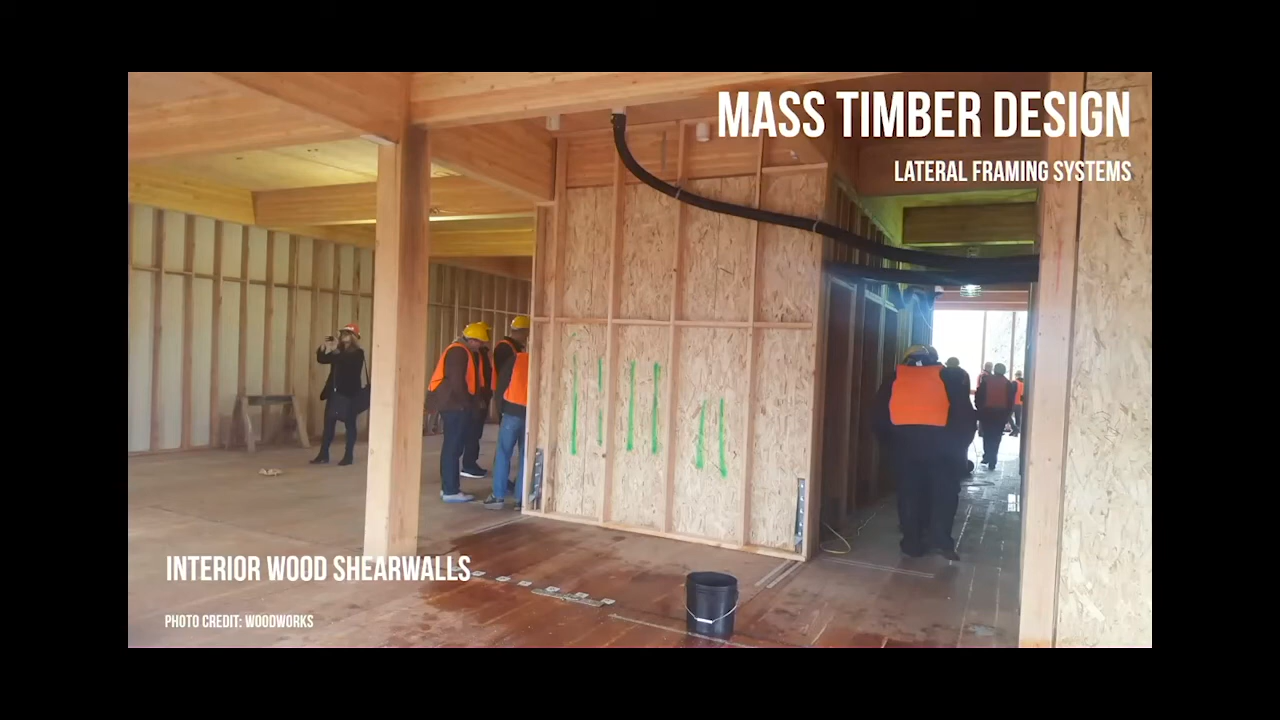 MASS TIMBER DESIGN
LATERAL FRAMING SYSTEMS
INTERIOR WOOD SHEARWALLS
PHOTO CREDIT: WOODWORKS